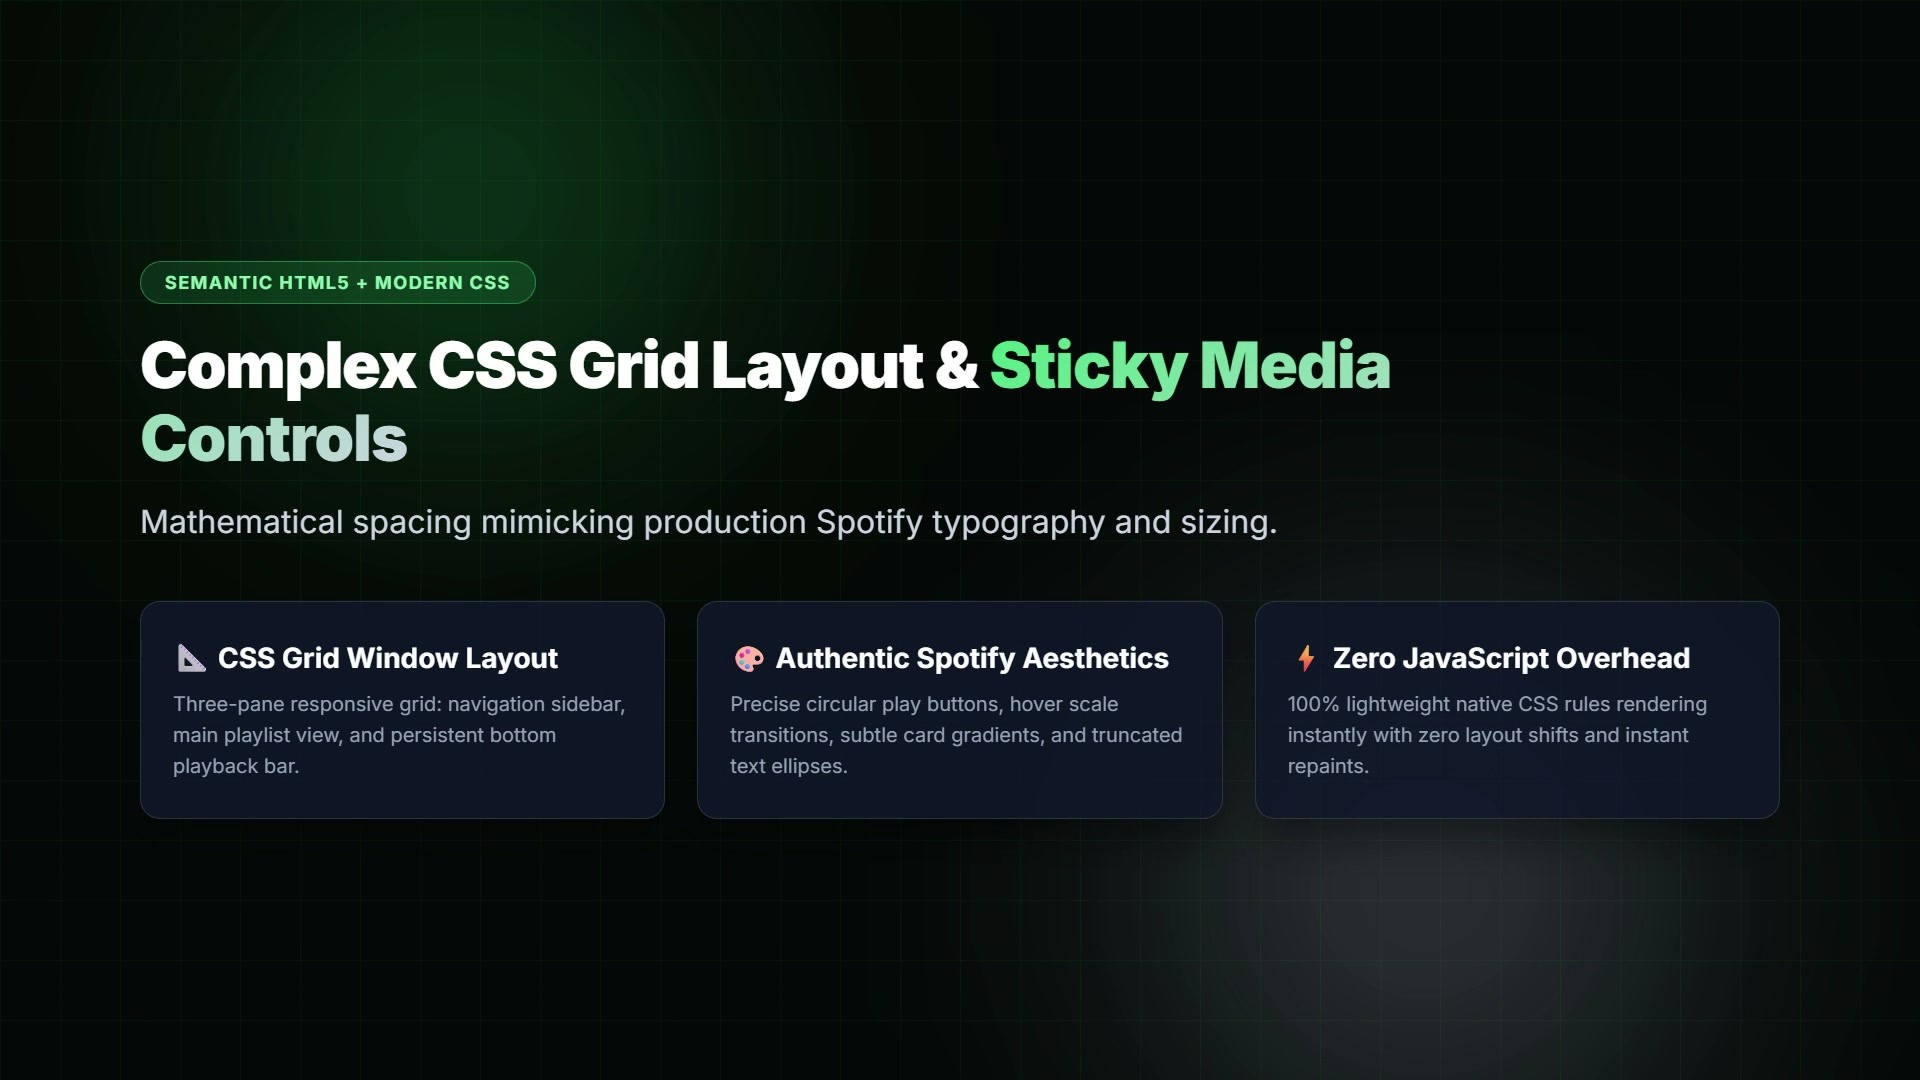 SEMANTIC HTML5 + MODERN CSS
Complex CSS Grid Layout & Sticky Media
Controls
Mathematical spacing mimicking production Spotify typography and sizing.
CSS Grid Window Layout
Three-pane responsive grid: navigation sidebar,
main playlist view, and persistent bottom
playback bar.
Authentic Spotify Aesthetics
Precise circular play buttons, hover scale
transitions, subtle card gradients, and truncated
text ellipses.
Zero JavaScript Overhead
100% lightweight native CSS rules rendering
instantly with zero layout shifts and instant
repaints.